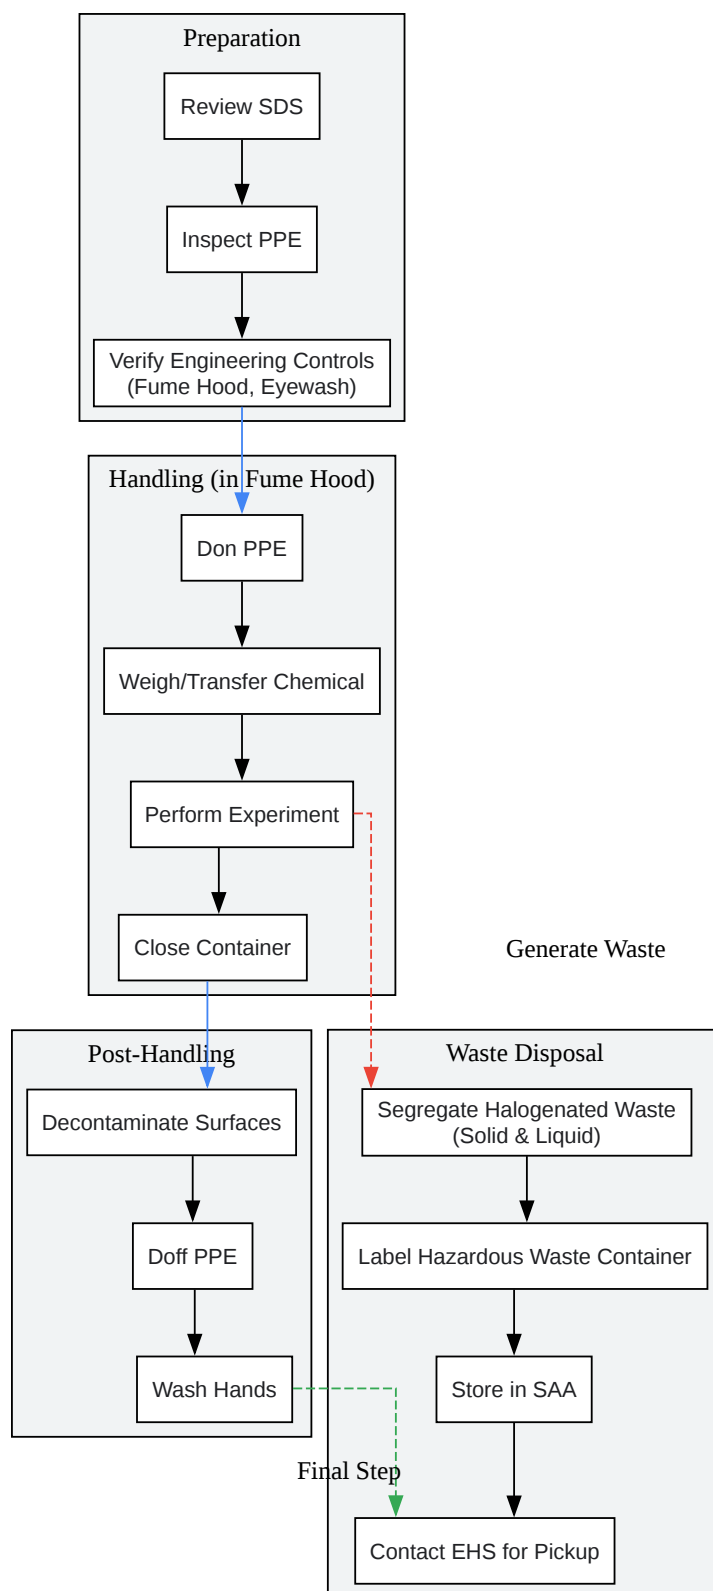 Preparation
Review SDS
Inspect PPE
Verify Engineering Controls
(Fume Hood, Eyewash)
Handling (in Fume Hood)
Don PPE
Weigh/Transfer Chemical
Perform Experiment
Close Container
Generate Waste
Post-Handling
Decontaminate Surfaces
Doff PPE
Wash Hands
Waste Disposal
Segregate Halogenated Waste
(Solid & Liquid)
Label Hazardous Waste Container
Store in SAA
Final Step
Contact EHS for Pickup